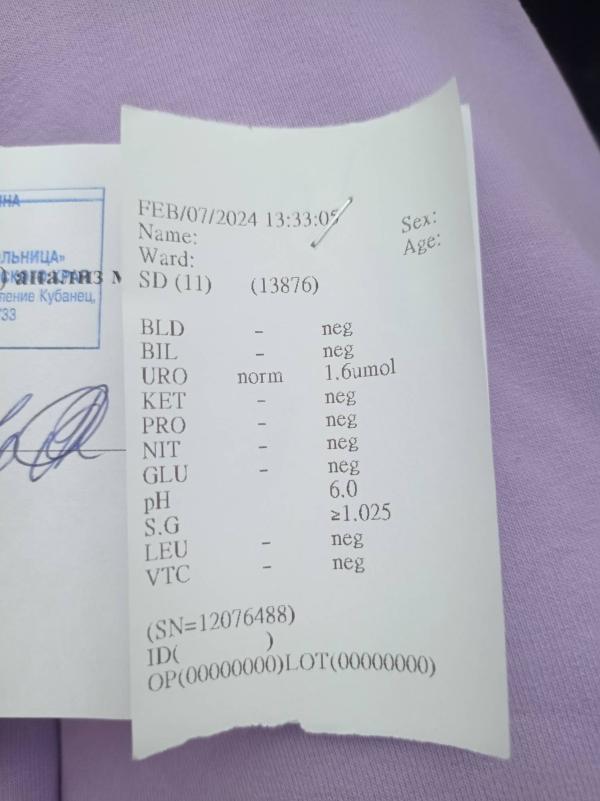 FEB/07/2024 13:33:05
Name: Sex:
Ward: Age:
SD (11) (13876)
BLD - neg
BIL - neg
URO norm 1.6umol
KET - neg
PRO - neg
NIT - neg
GLU - neg
pH 6.0
S.G ≥1.025
LEU - neg
VTC - neg
(SN=12076488)
ID( )
OP(00000000)LOT(00000000)
ЛЬНИЦА»
) анализ м
ление Кубанец,
733